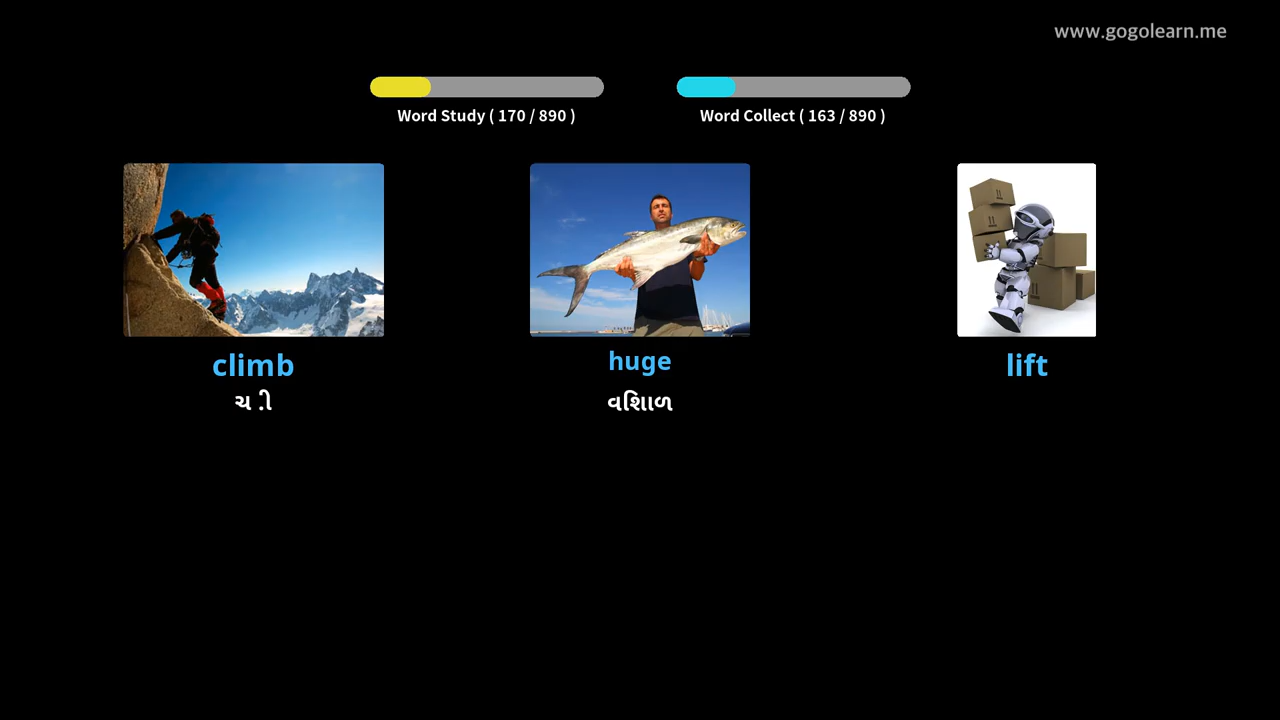 www.gogolearn.me
Word Study ( 170 / 890 )
Word Collect ( 163 / 890 )
climb
huge
lift
વિશાળ